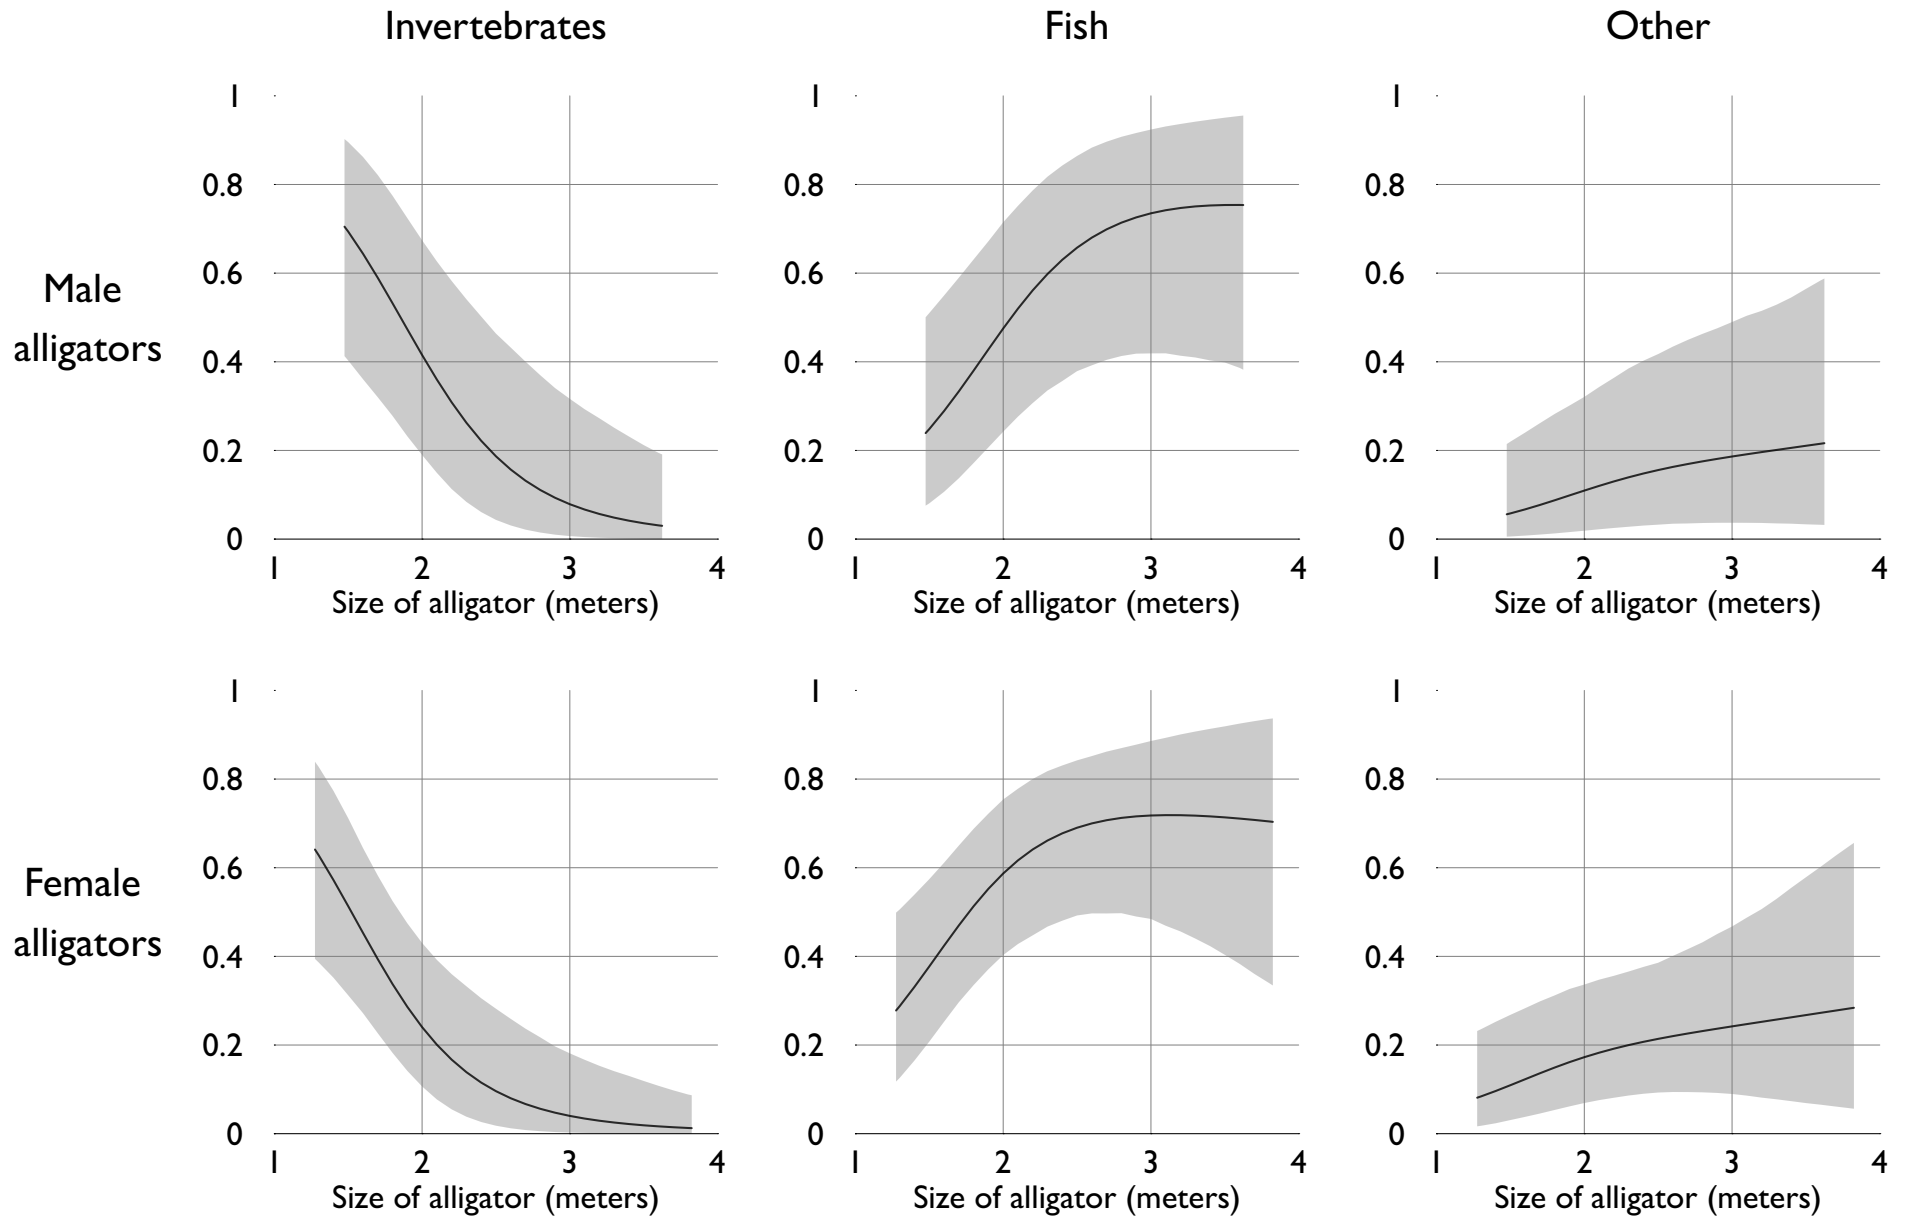 Invertebrates Fish Other
1 1 1
0.8 0.8 0.8
0.6 0.6 0.6
Male
alligators
0.4 0.4 0.4
0.2 0.2 0.2
0 0 0
1 2 3 4 1 2 3 4 1 2 3 4
Size of alligator (meters) Size of alligator (meters) Size of alligator (meters)
1 1 1
0.8 0.8 0.8
0.6 0.6 0.6
Female
alligators
0.4 0.4 0.4
0.2 0.2 0.2
0 0 0
1 2 3 4 1 2 3 4 1 2 3 4
Size of alligator (meters) Size of alligator (meters) Size of alligator (meters)